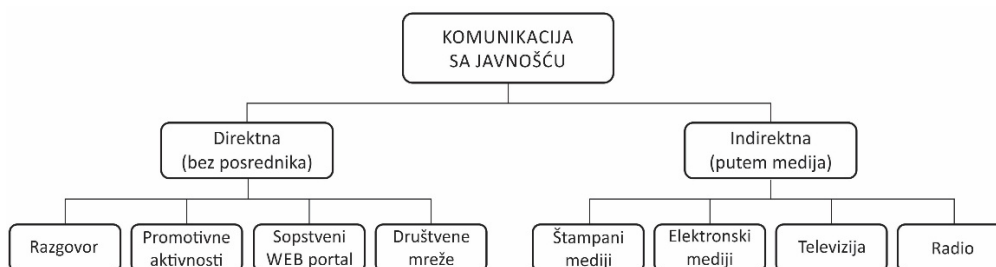 KOMUNIKACIJA
SA JAVNOŠĆU
Direktna
(bez posrednika)
Indirektna
(putem medija)
Razgovor
Promotivne
aktivnosti
Sopstveni
WEB portal
Društvene
mreže
Štampani
mediji
Elektronski
mediji
Televizija
Radio